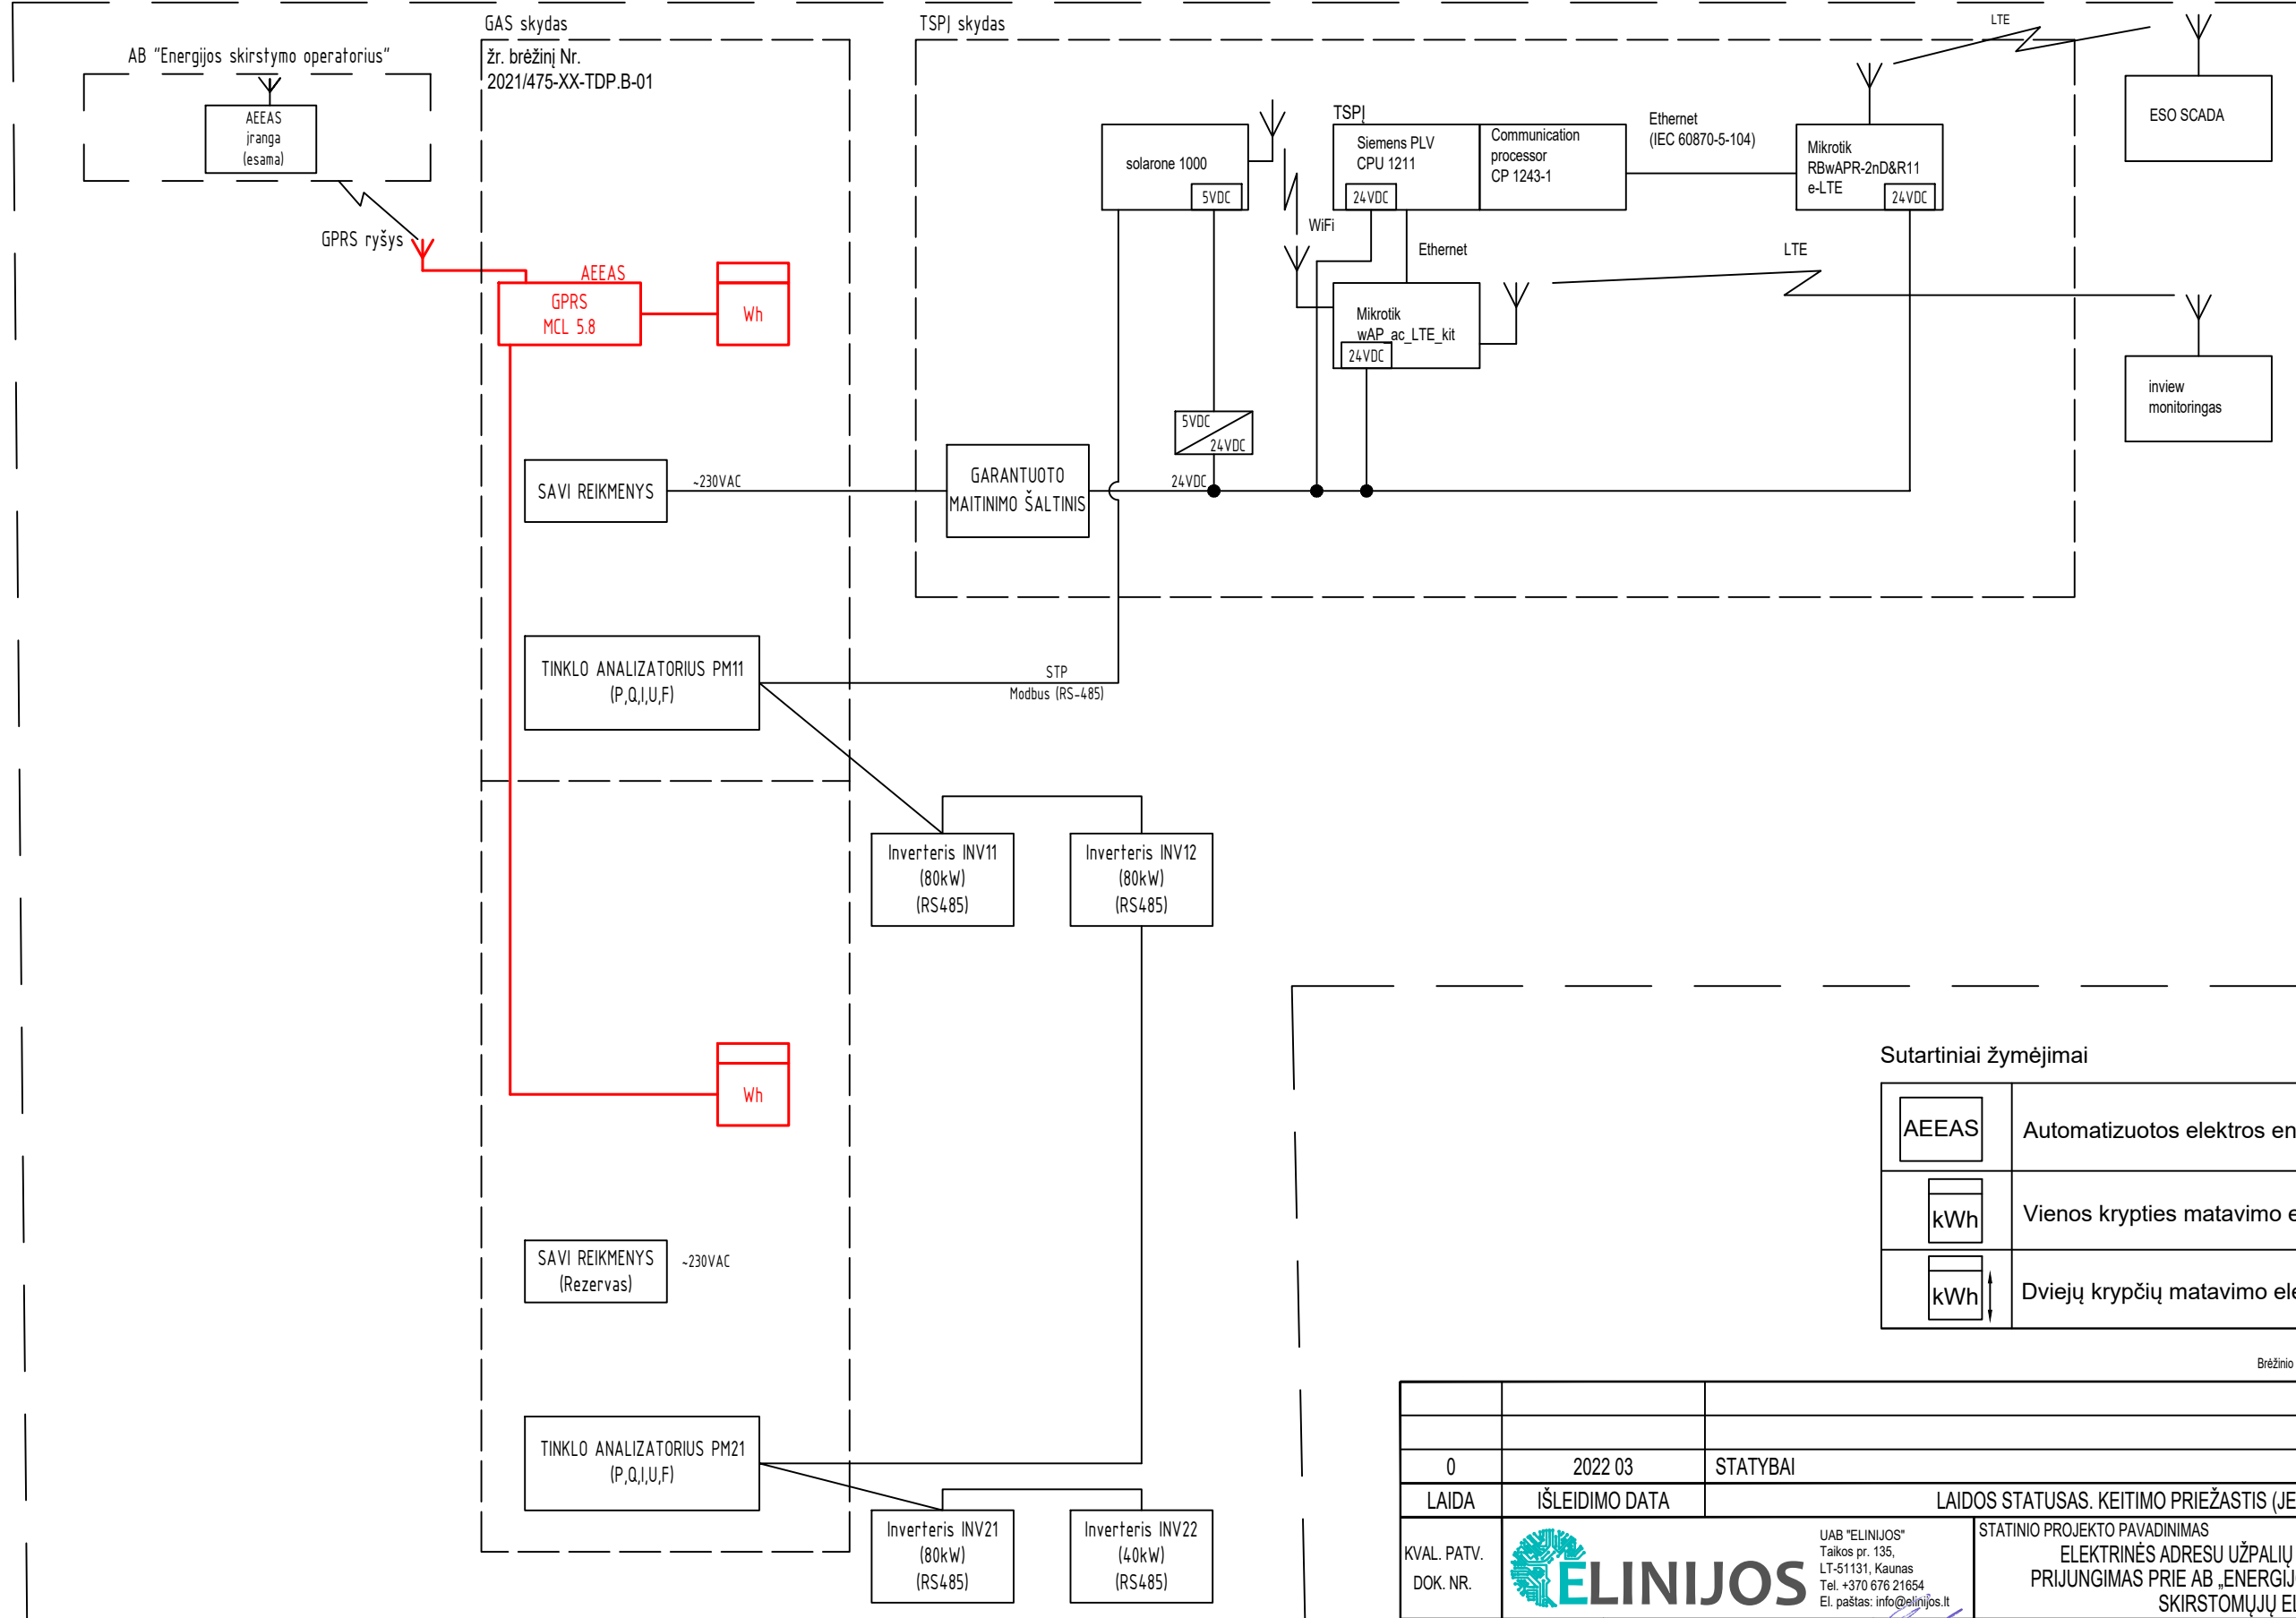 GAS skydas
žr. brėžinį Nr.
2021/475-XX-TDP.B-01
AB "Energijos skirstymo operatorius"
AEEAS
įranga
(esama)
GPRS ryšys
AEEAS
GPRS
MCL 5.8
Wh
SAVI REIKMENYS
~230VAC
TINKLO ANALIZATORIUS PM11
(P,Q,I,U,F)
STP
Modbus (RS-485)
TSPĮ skydas
solarone 1000
5VDC
WiFi
TSPĮ
Siemens PLV
CPU 1211
24VDC
Communication
processor
CP 1243-1
Ethernet
(IEC 60870-5-104)
Mikrotik
RBwAPR-2nD&R11
e-LTE
24VDC
LTE
ESO SCADA
Ethernet
LTE
Mikrotik
wAP_ac_LTE_kit
24VDC
inview
monitoringas
5VDC
24VDC
GARANTUOTO
MAITINIMO ŠALTINIS
24VDC
Inverteris INV11
(80kW)
(RS485)
Inverteris INV12
(80kW)
(RS485)
Wh
SAVI REIKMENYS
(Rezervas)
~230VAC
TINKLO ANALIZATORIUS PM21
(P,Q,I,U,F)
Inverteris INV21
(80kW)
(RS485)
Inverteris INV22
(40kW)
(RS485)
Sutartiniai žymėjimai
AEEAS
Automatizuotos elektros en
kWh
Vienos krypties matavimo e
kWh
Dviejų krypčių matavimo ele
Brėžinio
0
2022 03
STATYBAI
LAIDA
IŠLEIDIMO DATA
LAIDOS STATUSAS. KEITIMO PRIEŽASTIS (JE
KVAL. PATV.
DOK. NR.
ELINIJOS
UAB "ELINIJOS"
Taikos pr. 135,
LT-51131, Kaunas
Tel. +370 676 21654
El. paštas: info@elinijos.lt
STATINIO PROJEKTO PAVADINIMAS
ELEKTRINĖS ADRESU UŽPALIŲ
PRIJUNGIMAS PRIE AB „ENERGIJ
SKIRSTOMŲJŲ EL